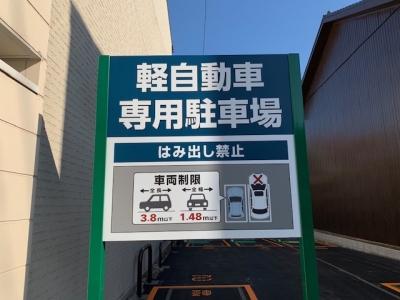 軽自動車
専用駐車場
はみ出し禁止
車両制限
全長 全幅
3.8m以下 1.48m以下